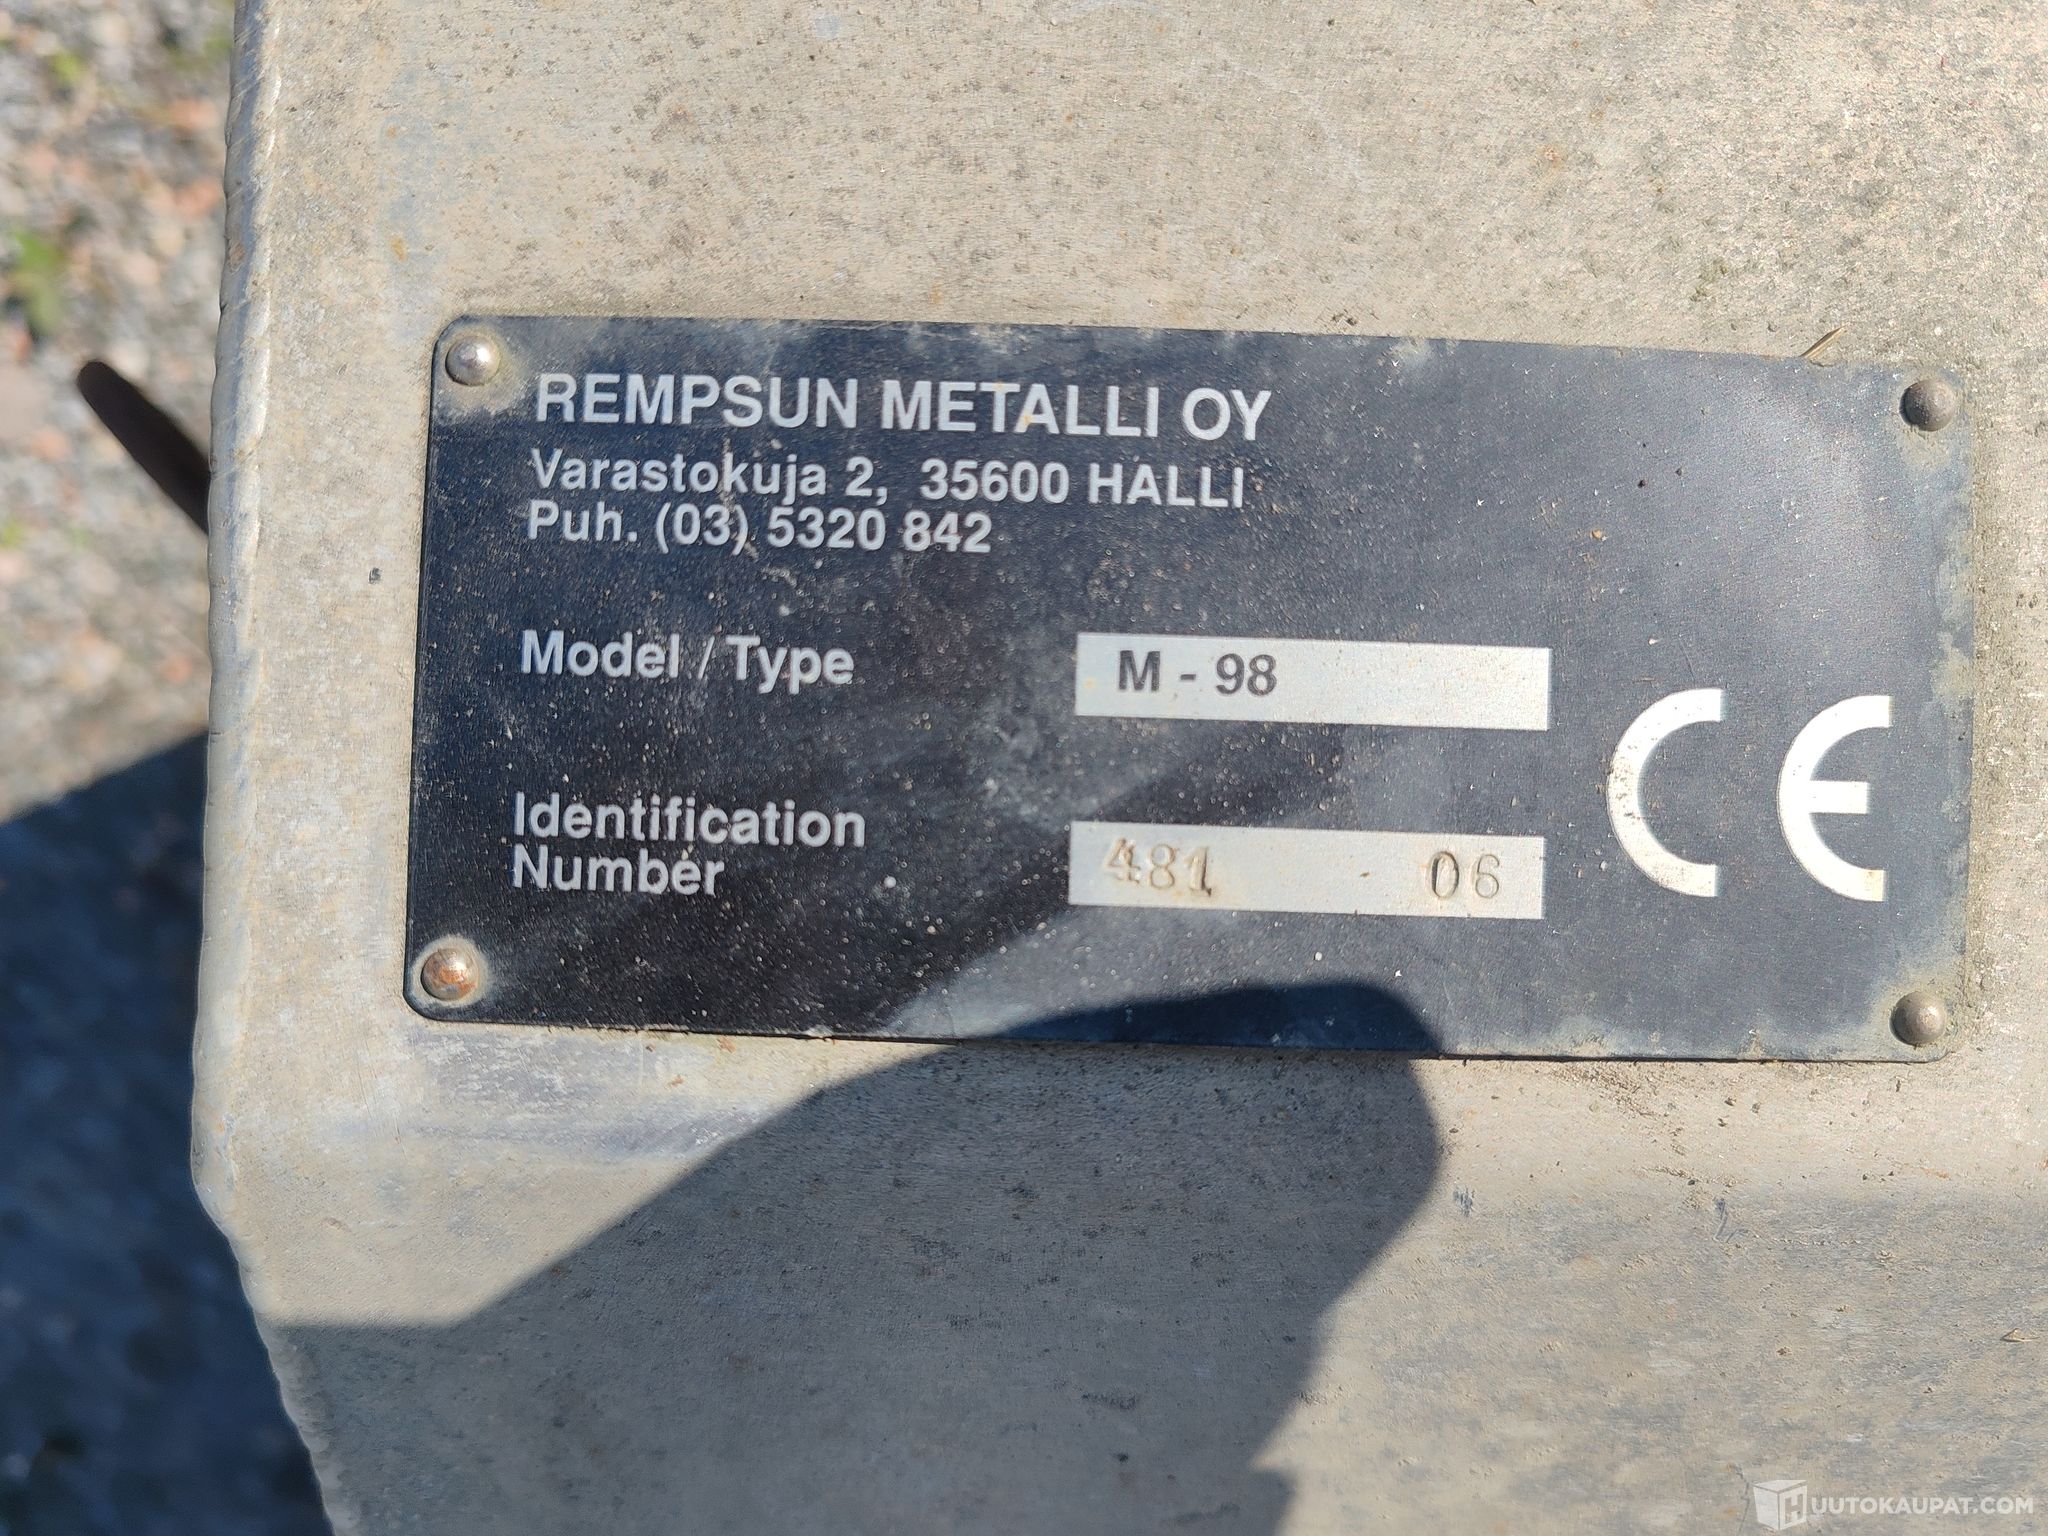 REMPSUN METALLI OY
Varastokuja 2, 35600 HALLI
Puh. (03) 5320 842
Model / Type M - 98
Identification
Number 481 06
CE
HUUTOKAUPAT.COM